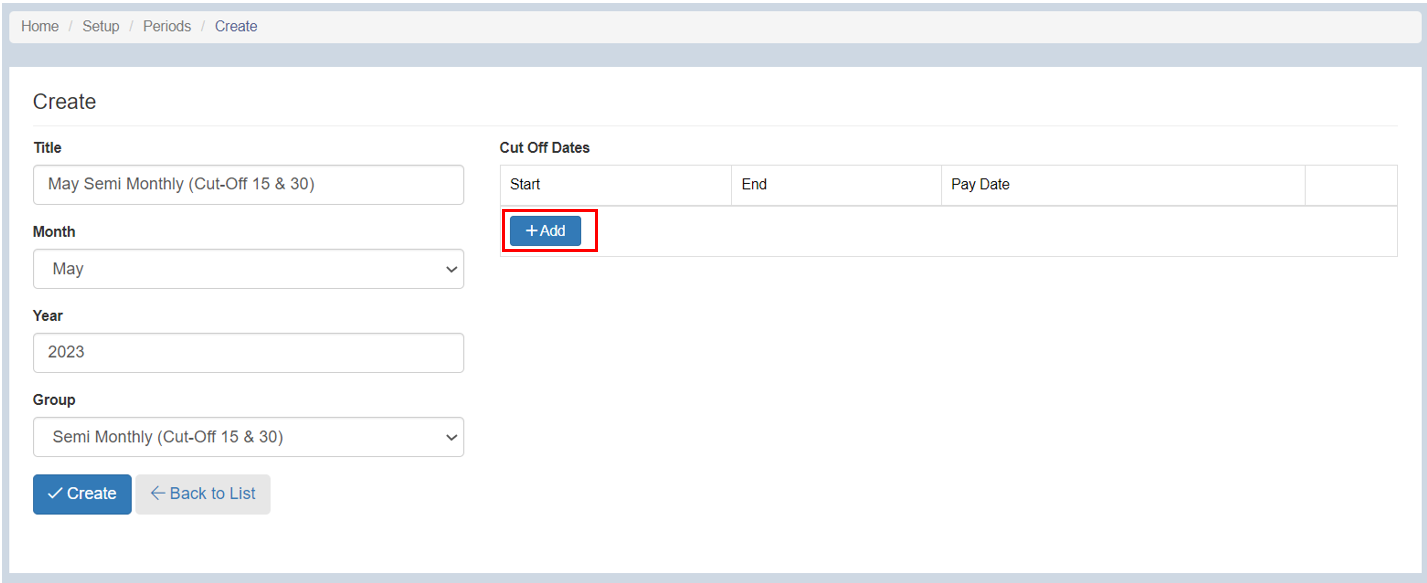 Home / Setup / Periods / Create
Create
Title
May Semi Monthly (Cut-Off 15 & 30)
Month
May
Year
2023
Group
Semi Monthly (Cut-Off 15 & 30)
Create
Back to List
Cut Off Dates
Start End Pay Date
+Add